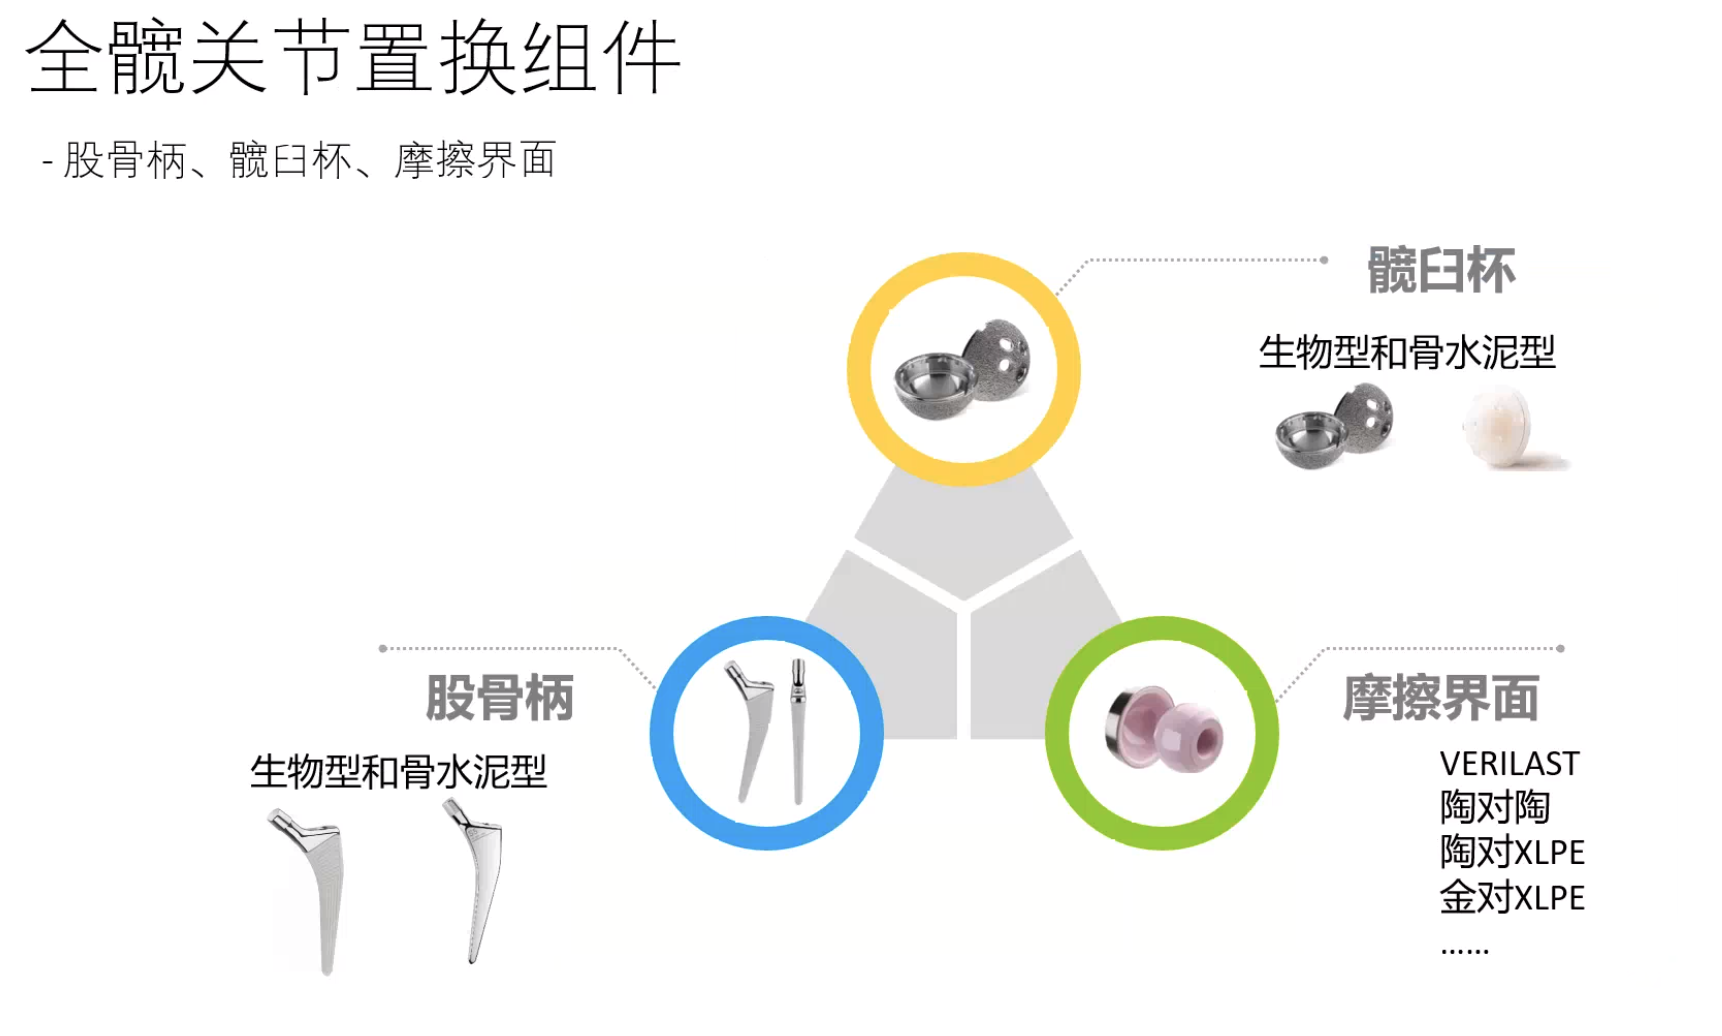 全髋关节置换组件
- 股骨柄、髋臼杯、摩擦界面
髋臼杯
生物型和骨水泥型
股骨柄
生物型和骨水泥型
摩擦界面
VERILAST
陶对陶
陶对XLPE
金对XLPE
……